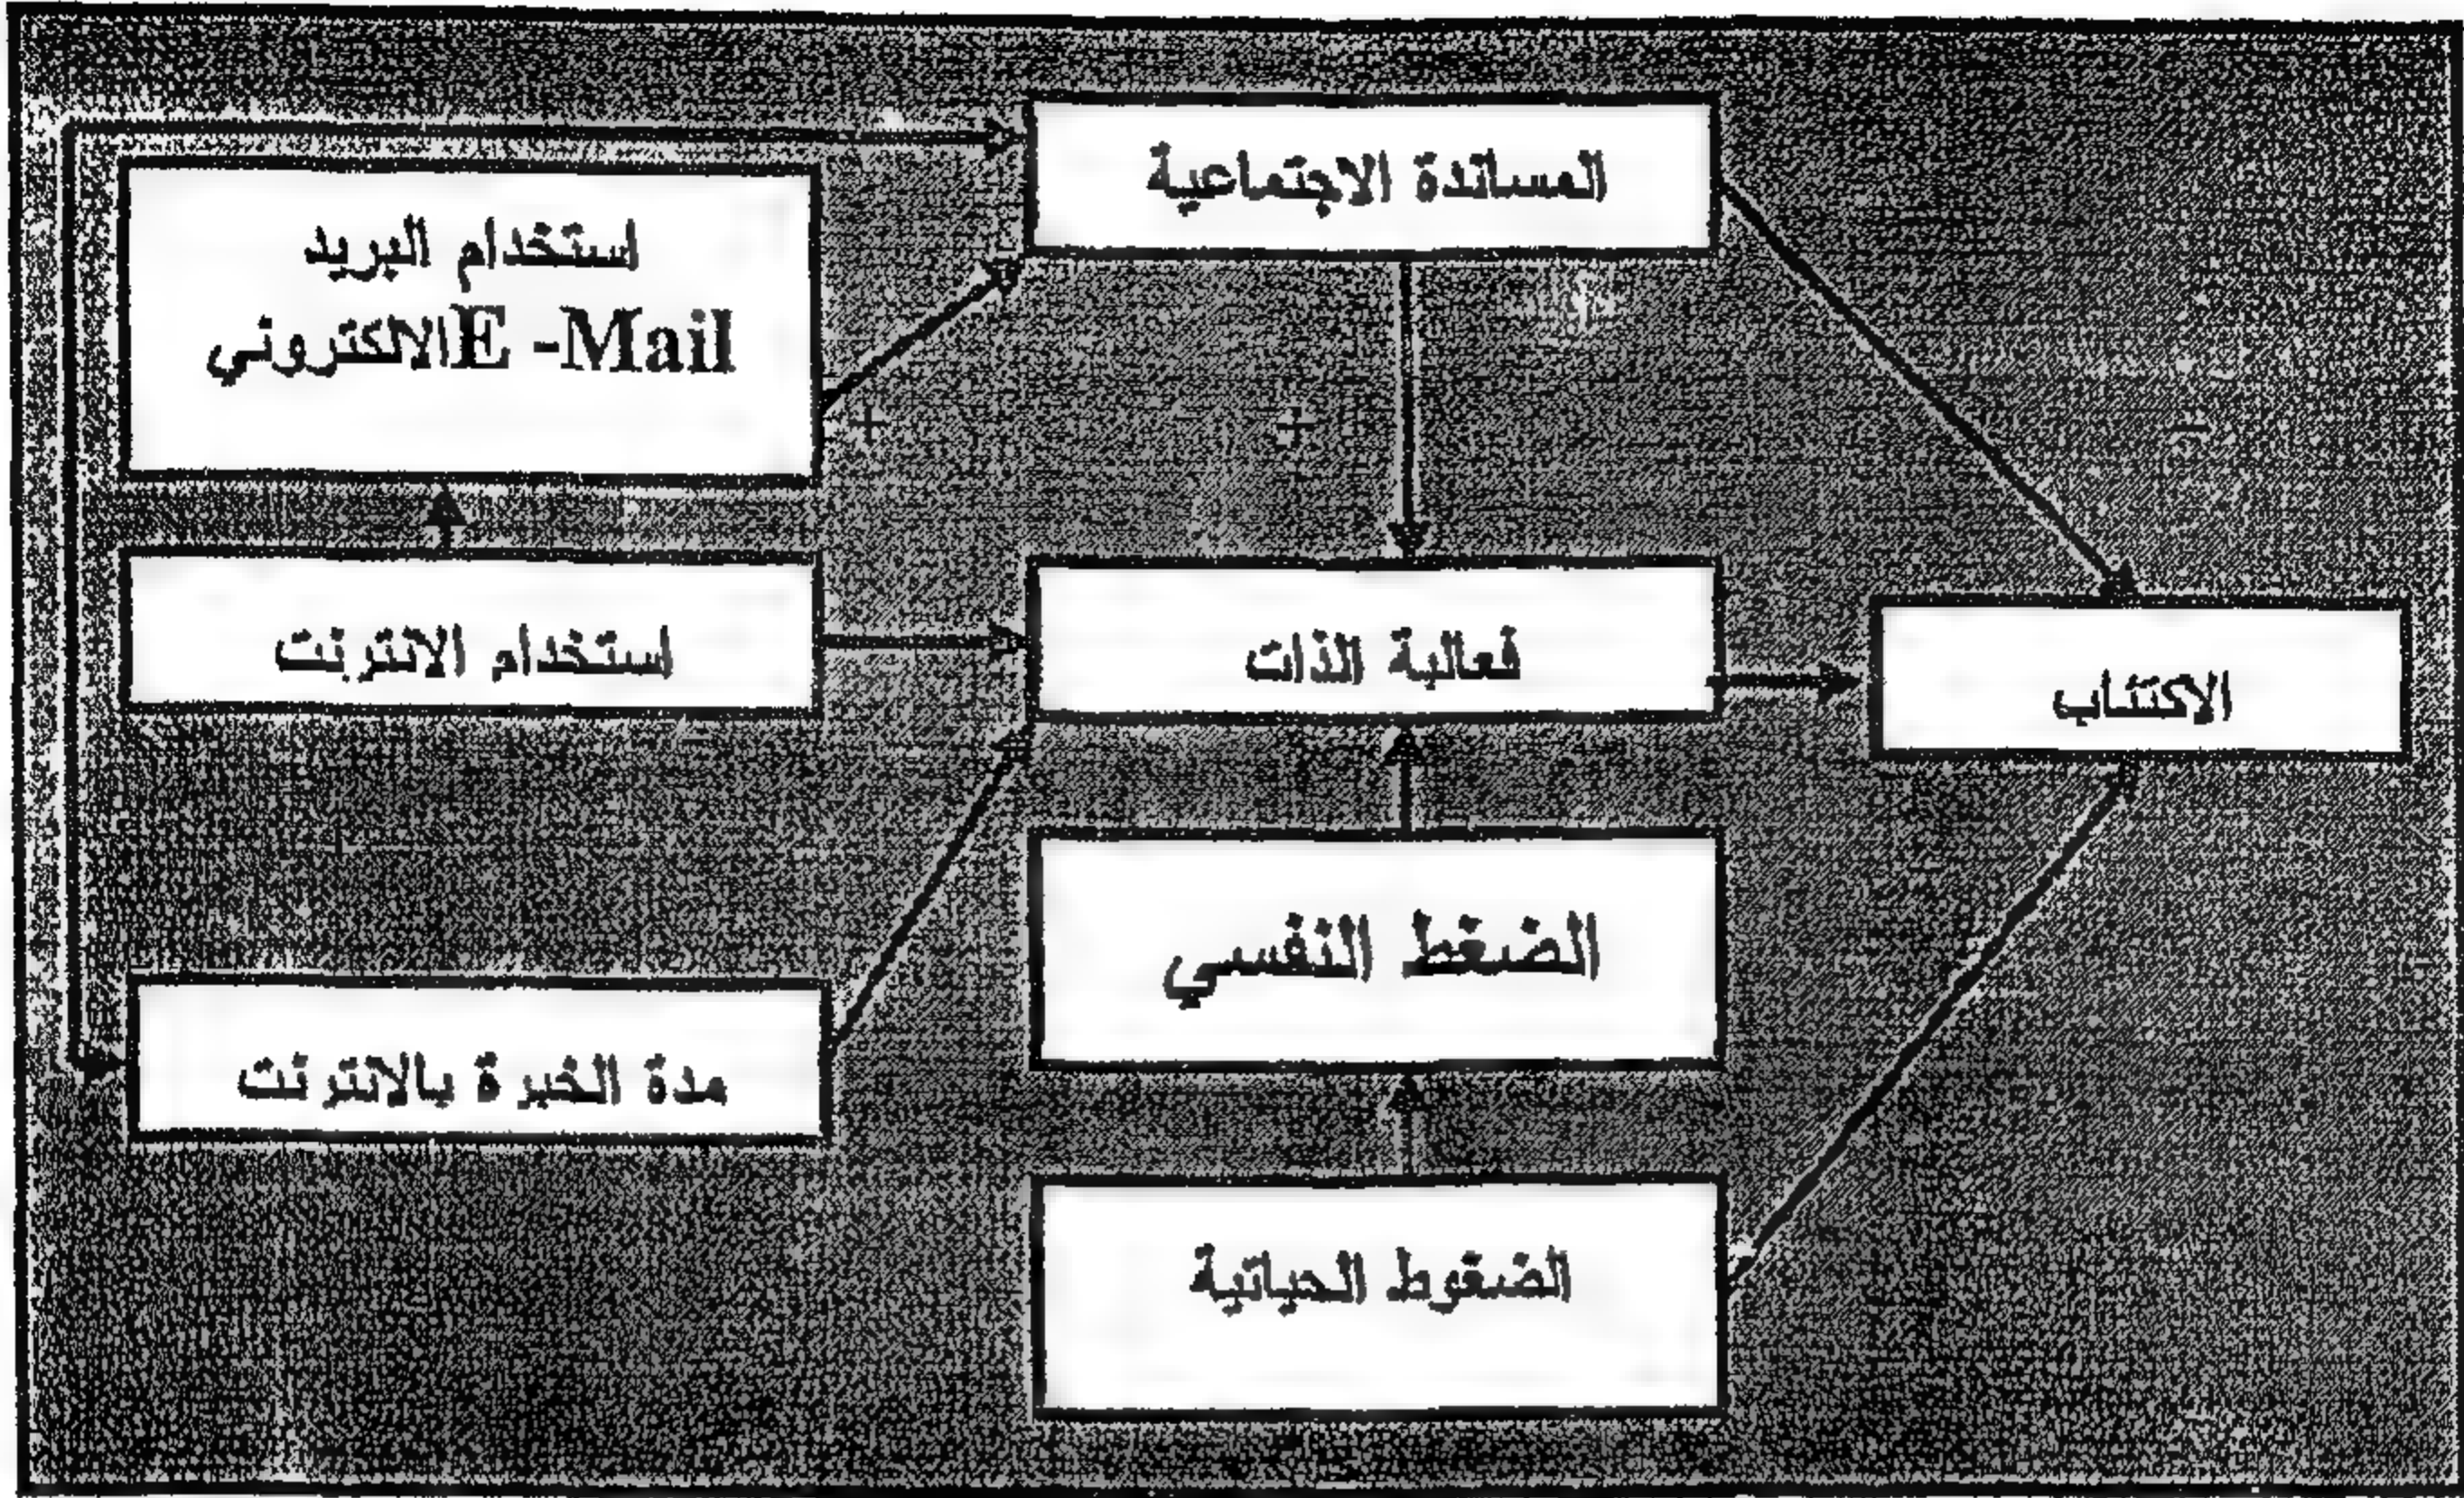 المساندة الاجتماعية
استخدام البريد
الالكتروني E -Mail
+
+
-
استخدام الانترنت
فعالية الذات
الاكتئاب
-
الضغط النفسي
مدة الخبرة بالانترنت
الضغوط الحياتية